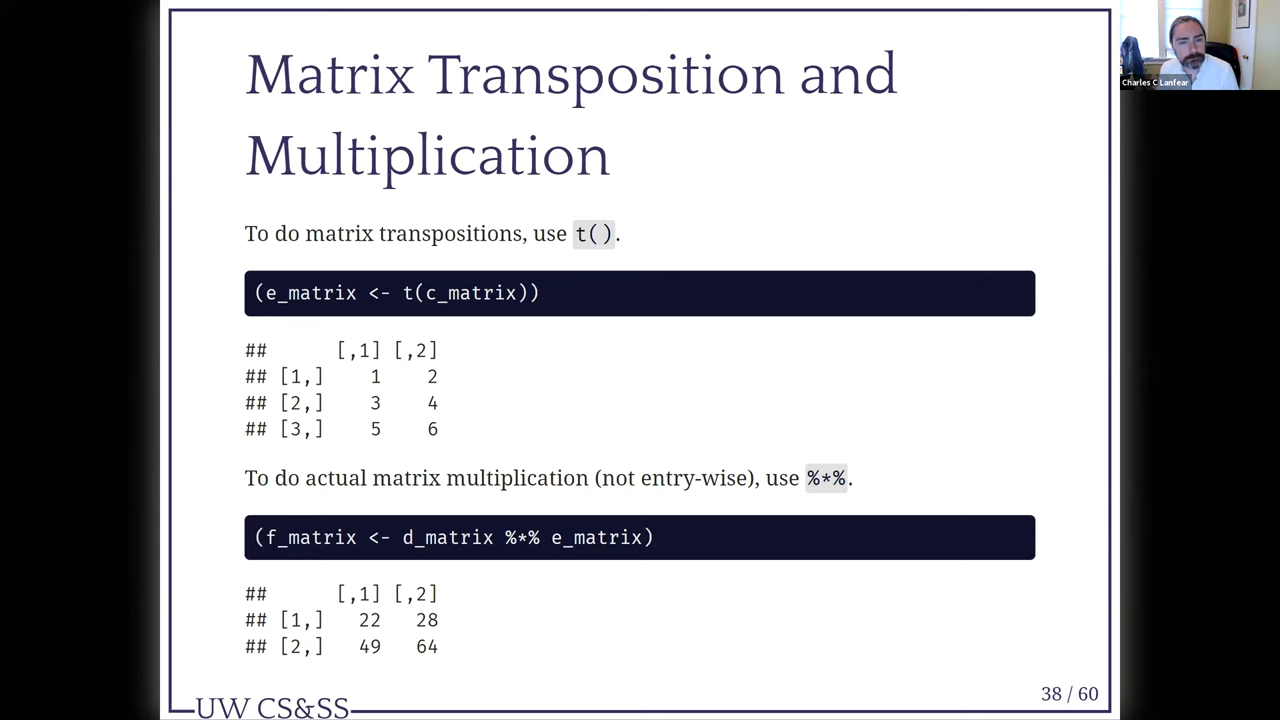 Matrix Transposition and
Multiplication
Charles C Lanfear
To do matrix transpositions, use t().
(e_matrix <- t(c_matrix))
## [,1] [,2]
## [1,] 1 2
## [2,] 3 4
## [3,] 5 6
To do actual matrix multiplication (not entry-wise), use %*%.
(f_matrix <- d_matrix %*% e_matrix)
## [,1] [,2]
## [1,] 22 28
## [2,] 49 64
38 / 60
UW CS&SS